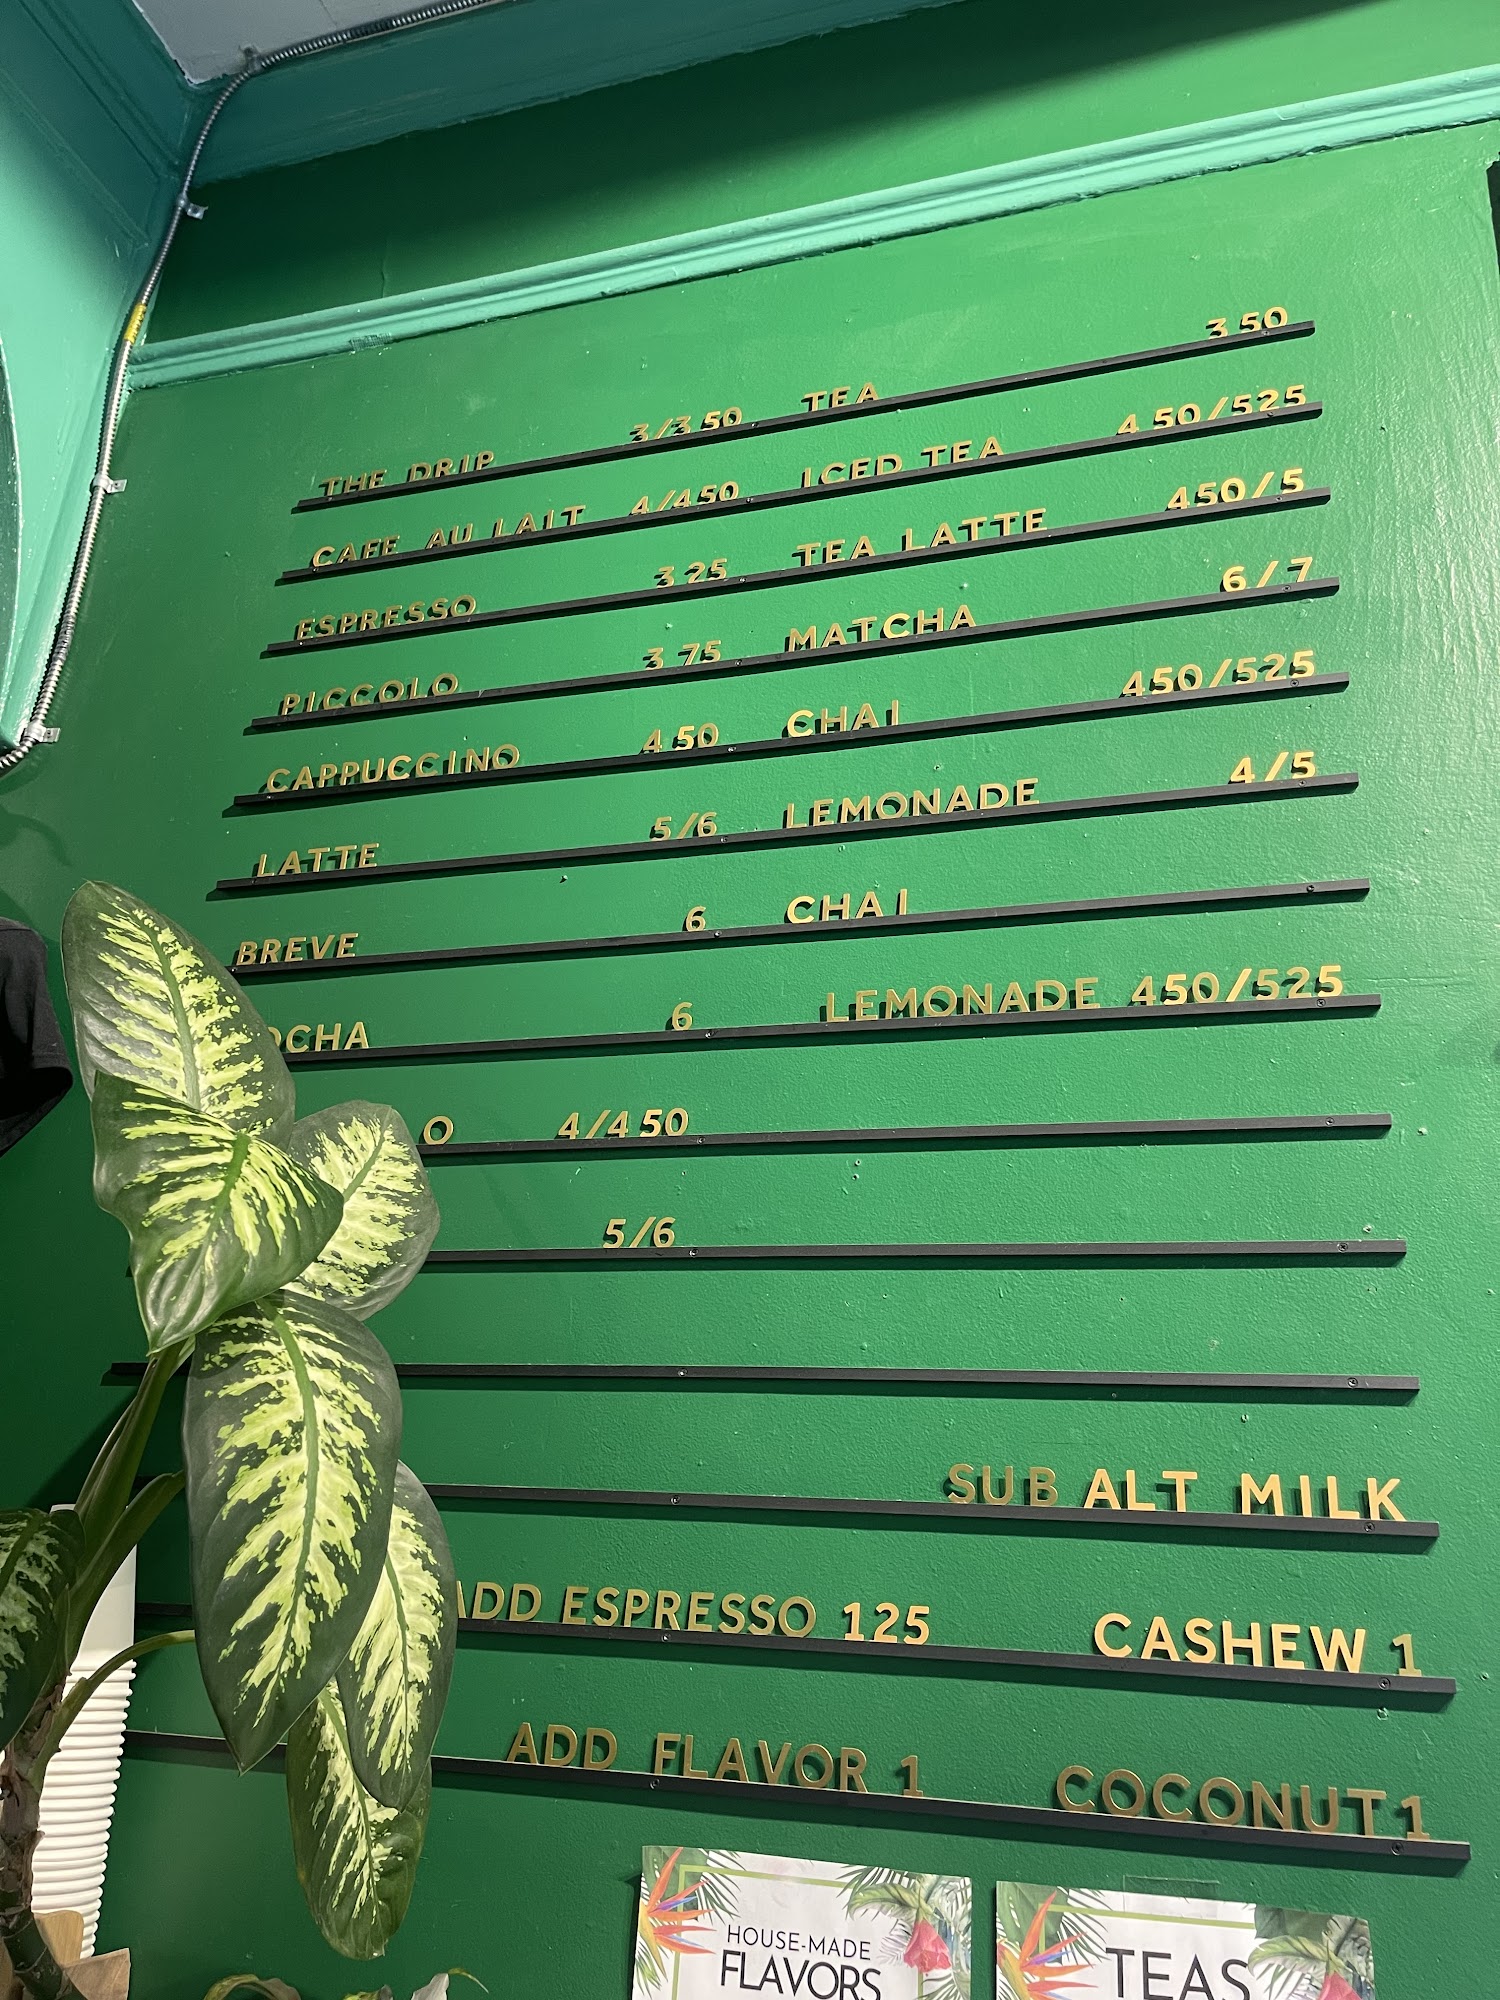 THE DRIP 3/3 50
CAFE AU LAIT 4/4 50
ESPRESSO 3 25
PICCOLO 3 75
CAPPUCCINO 4 50
LATTE 5/6
BREVE 6
OCHA 6
O 4/4 50
5/6
TEA 3 50
ICED TEA 4 50/525
TEA LATTE 450/5
MATCHA 6/7
CHAI 450/525
LEMONADE 4/5
CHAI
LEMONADE 450/525
SUB ALT MILK
ADD ESPRESSO 125
CASHEW 1
ADD FLAVOR 1
COCONUT 1
HOUSE-MADE
FLAVORS
TEAS